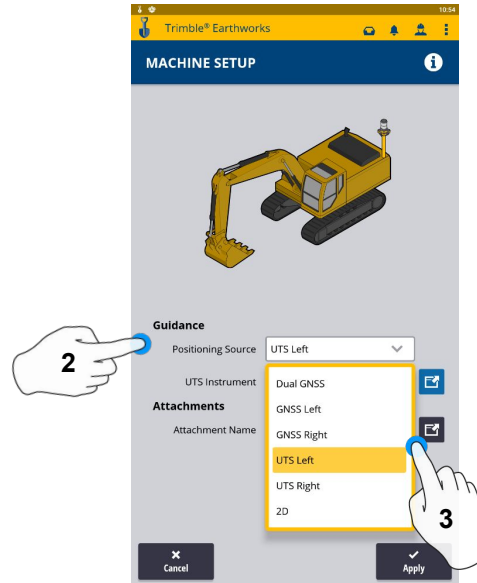 10:54
Trimble® Earthworks
MACHINE SETUP
i
Guidance
2
Positioning Source UTS Left
UTS Instrument
Dual GNSS
Attachments
GNSS Left
Attachment Name
GNSS Right
UTS Left
UTS Right
2D
3
Cancel
Apply